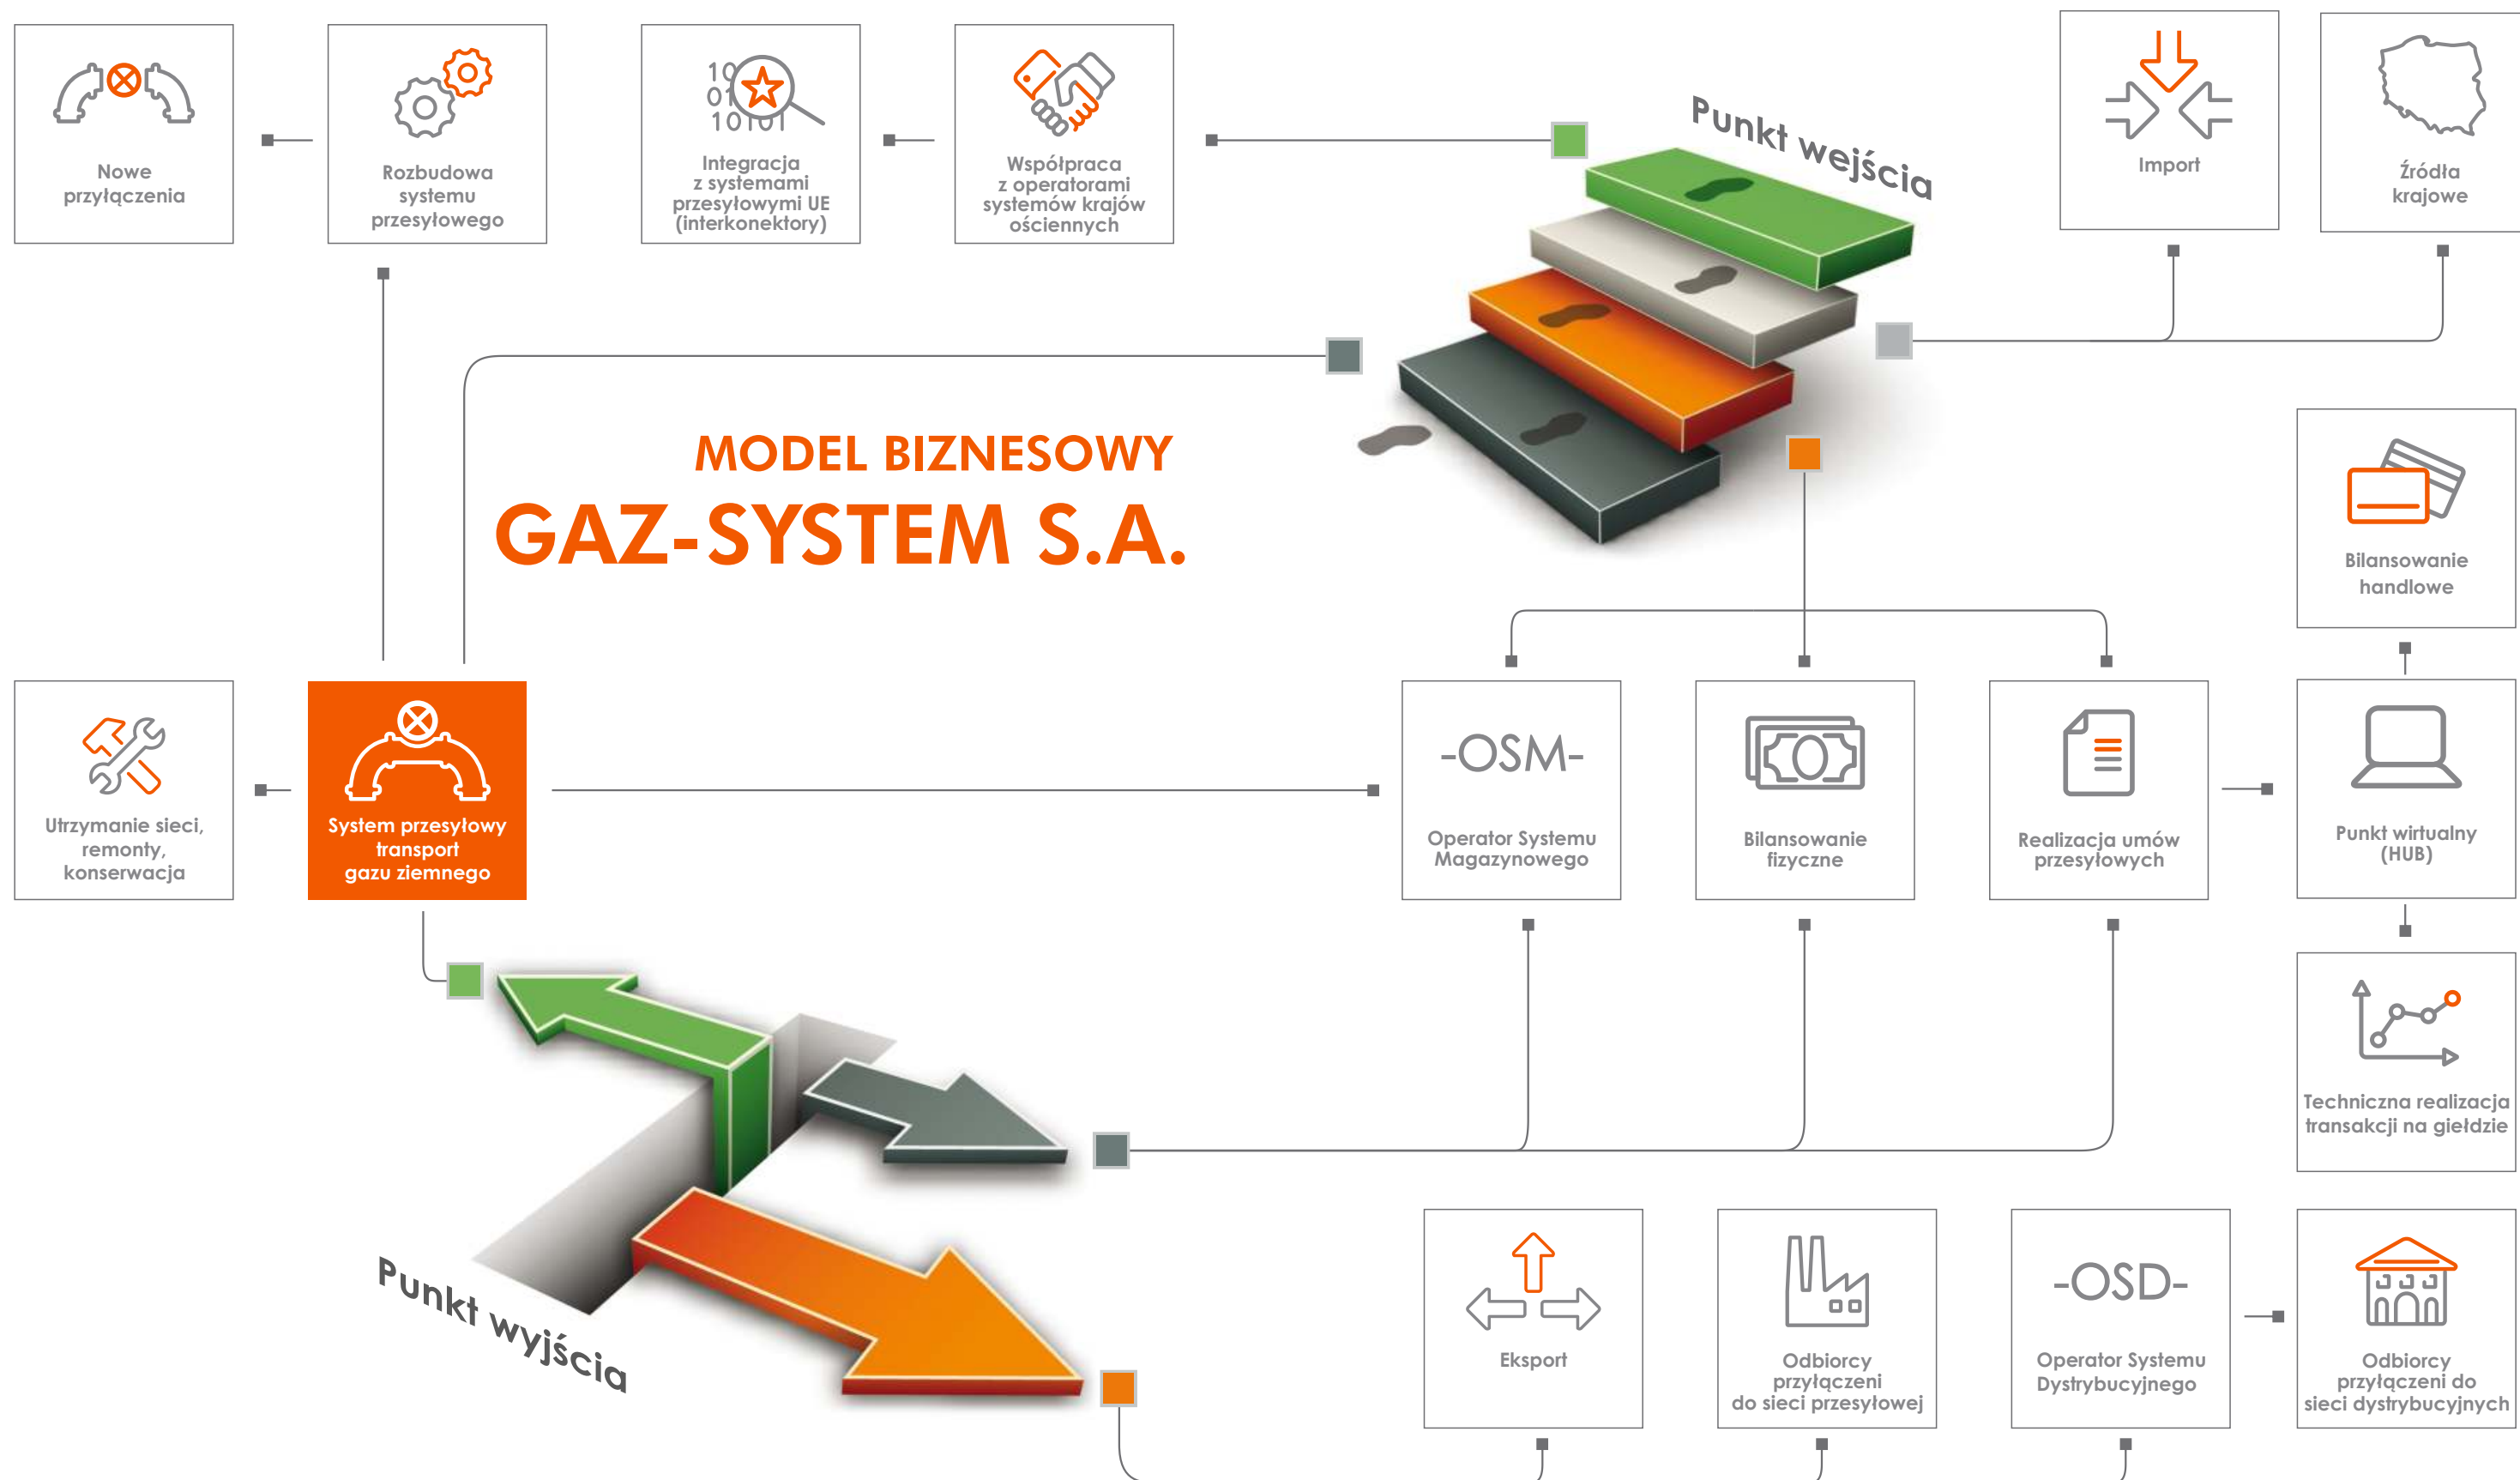 Nowe
przyłączenia
Rozbudowa
systemu
przesyłowego
10
01
10101
Integracja
z systemami
przesyłowymi UE
(interkonektory)
Współpraca
z operatorami
systemów krajów
ościennych
Punkt wejścia
Import
Źródła
krajowe
MODEL BIZNESOWY
GAZ-SYSTEM S.A.
Bilansowanie
handlowe
Utrzymanie sieci,
remonty,
konserwacja
System przesyłowy
transport
gazu ziemnego
-OSM-
Operator Systemu
Magazynowego
Bilansowanie
fizyczne
Realizacja umów
przesyłowych
Punkt wirtualny
(HUB)
Techniczna realizacja
transakcji na giełdzie
Punkt wyjścia
Eksport
Odbiorcy
przyłączeni
do sieci przesyłowej
-OSD-
Operator Systemu
Dystrybucyjnego
Odbiorcy
przyłączeni do
sieci dystrybucyjnych